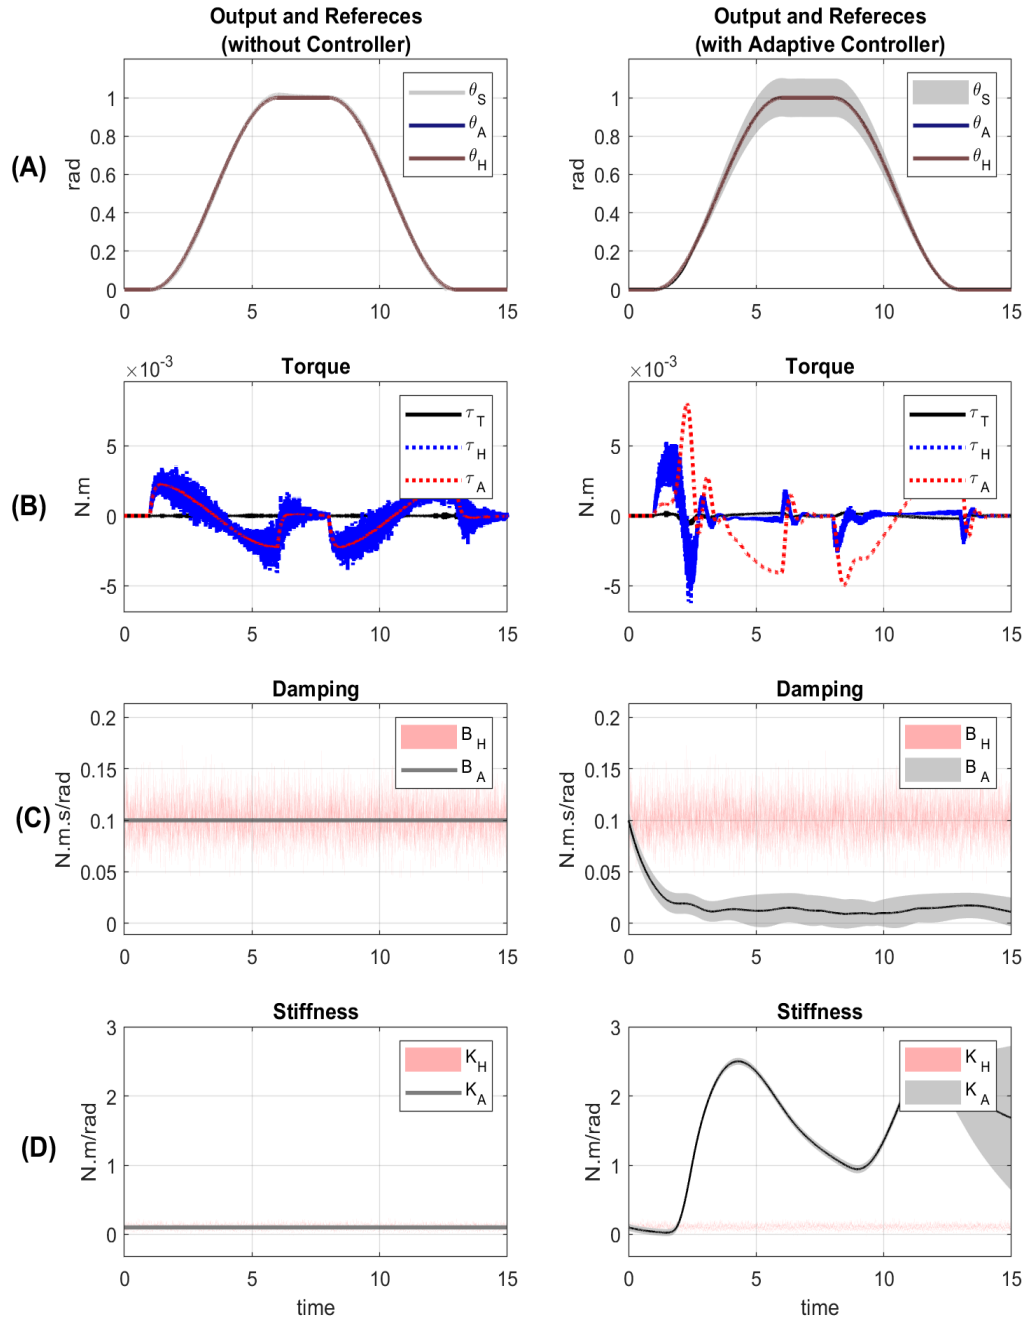 Output and Refereces
(without Controller)
Output and Refereces
(with Adaptive Controller)
(A)
rad
1
0.8
0.6
0.4
0.2
0
θS
θA
θH
0 5 10 15
rad
1
0.8
0.6
0.4
0.2
0
θS
θA
θH
0 5 10 15
(B)
×10-3
Torque
N.m
5
0
-5
τT
τH
τA
0 5 10 15
×10-3
Torque
N.m
5
0
-5
τT
τH
τA
0 5 10 15
(C)
Damping
N.m.s/rad
0.2
0.15
0.1
0.05
0
BH
BA
0 5 10 15
Damping
N.m.s/rad
0.2
0.15
0.1
0.05
0
BH
BA
0 5 10 15
(D)
Stiffness
N.m/rad
3
2
1
0
KH
KA
0 5 10 15
time
Stiffness
N.m/rad
3
2
1
0
KH
KA
0 5 10 15
time